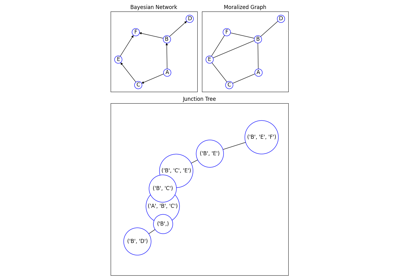 Bayesian Network
Moralized Graph
D
F
B
E
A
C
D
F
B
E
A
C
Junction Tree
('B', 'E', 'F')
('B', 'E')
('B', 'C', 'E')
('B', 'C')
('A', 'B', 'C')
('B',)
('B', 'D')